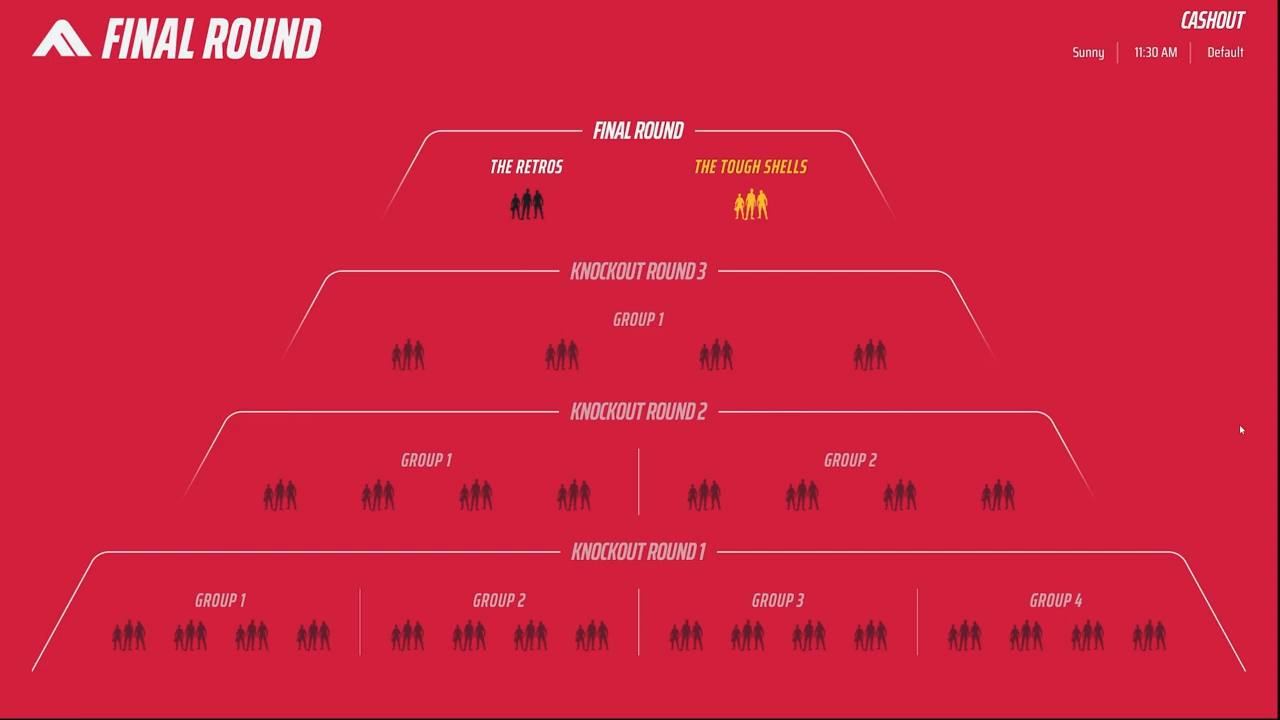 FINAL ROUND
CASHOUT
Sunny 11:30 AM Default
FINAL ROUND
THE RETROS THE TOUGH SHELLS
KNOCKOUT ROUND 3
GROUP 1
KNOCKOUT ROUND 2
GROUP 1 GROUP 2
KNOCKOUT ROUND 1
GROUP 1 GROUP 2 GROUP 3 GROUP 4